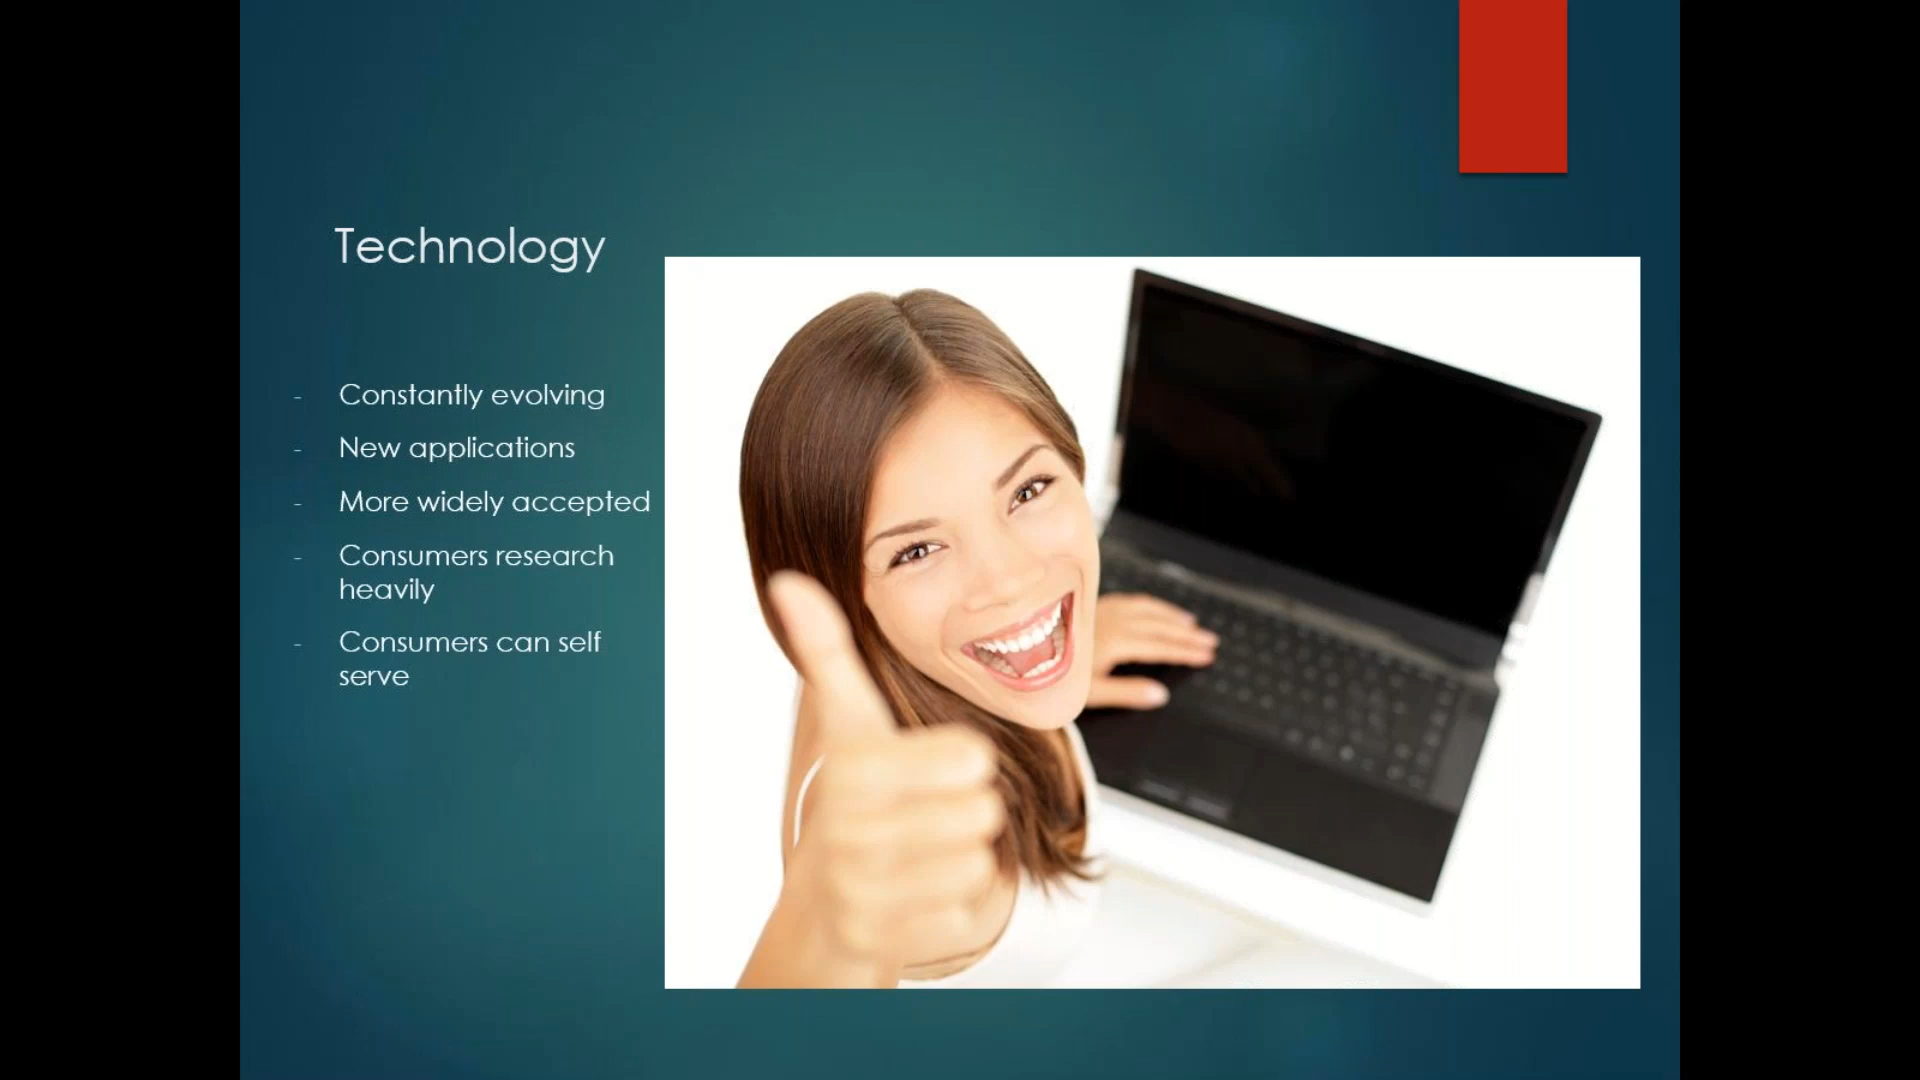 Technology
- Constantly evolving
- New applications
- More widely accepted
- Consumers research
heavily
- Consumers can self
serve